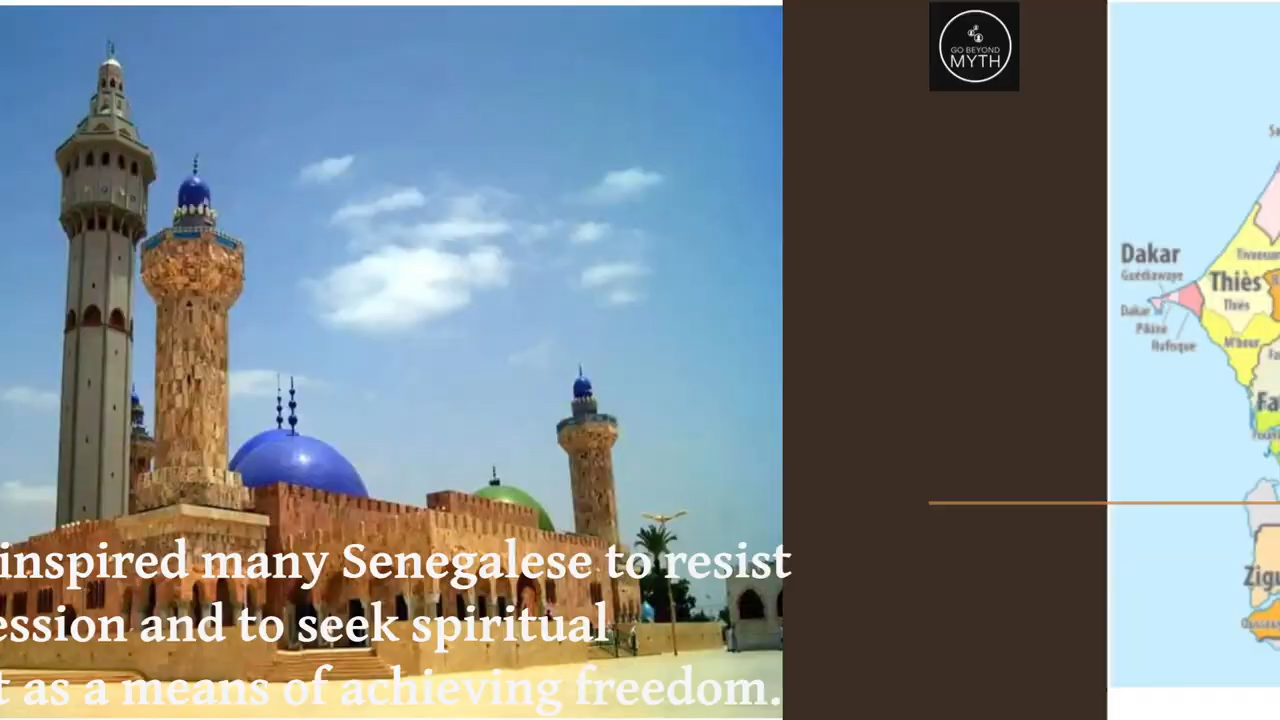 GO BEYOND
MYTH
Dakar
Guédiawaye
Thiès
Thiès
Dakar
Pikine
Rufisque
M'bour
inspired many Senegalese to resist
ession and to seek spiritual
t as a means of achieving freedom.